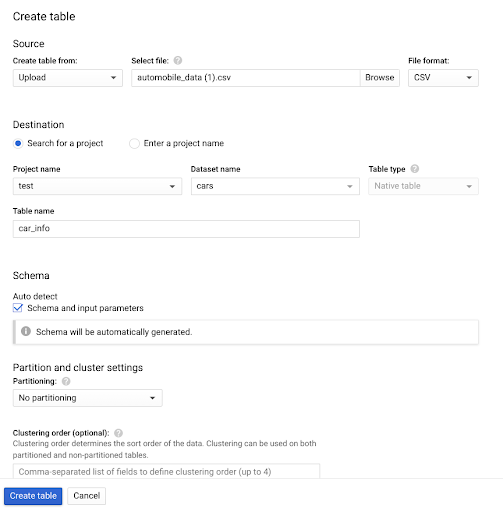 Create table
Source
Create table from: Select file: File format:
Upload automobile_data (1).csv Browse CSV
Destination
Search for a project Enter a project name
Project name Dataset name Table type
test cars Native table
Table name
car_info
Schema
Auto detect
Schema and input parameters
Schema will be automatically generated.
Partition and cluster settings
Partitioning:
No partitioning
Clustering order (optional):
Clustering order determines the sort order of the data. Clustering can be used on both
partitioned and non-partitioned tables.
Comma-separated list of fields to define clustering order (up to 4)
Create table Cancel